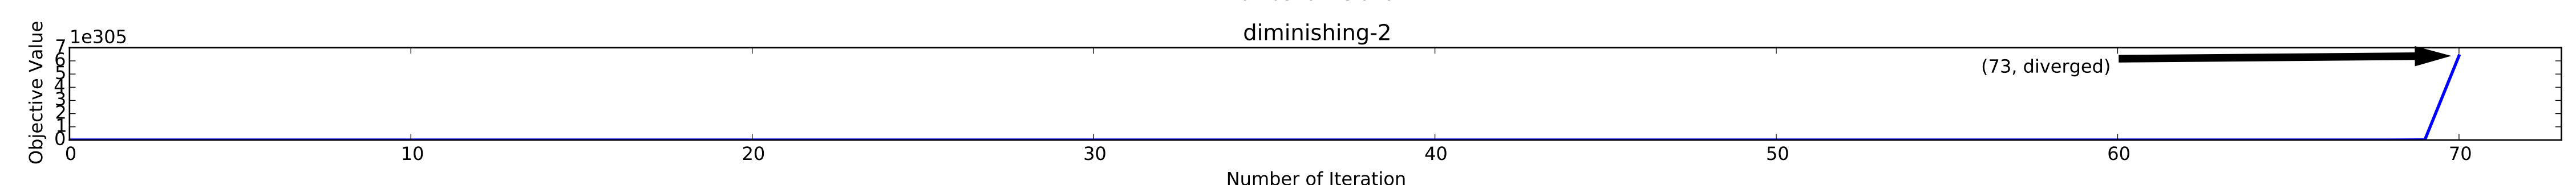 diminishing-2
1e305
Objective Value
7
6
5
4
3
2
1
0
(73, diverged)
0 10 20 30 40 50 60 70
Number of Iteration